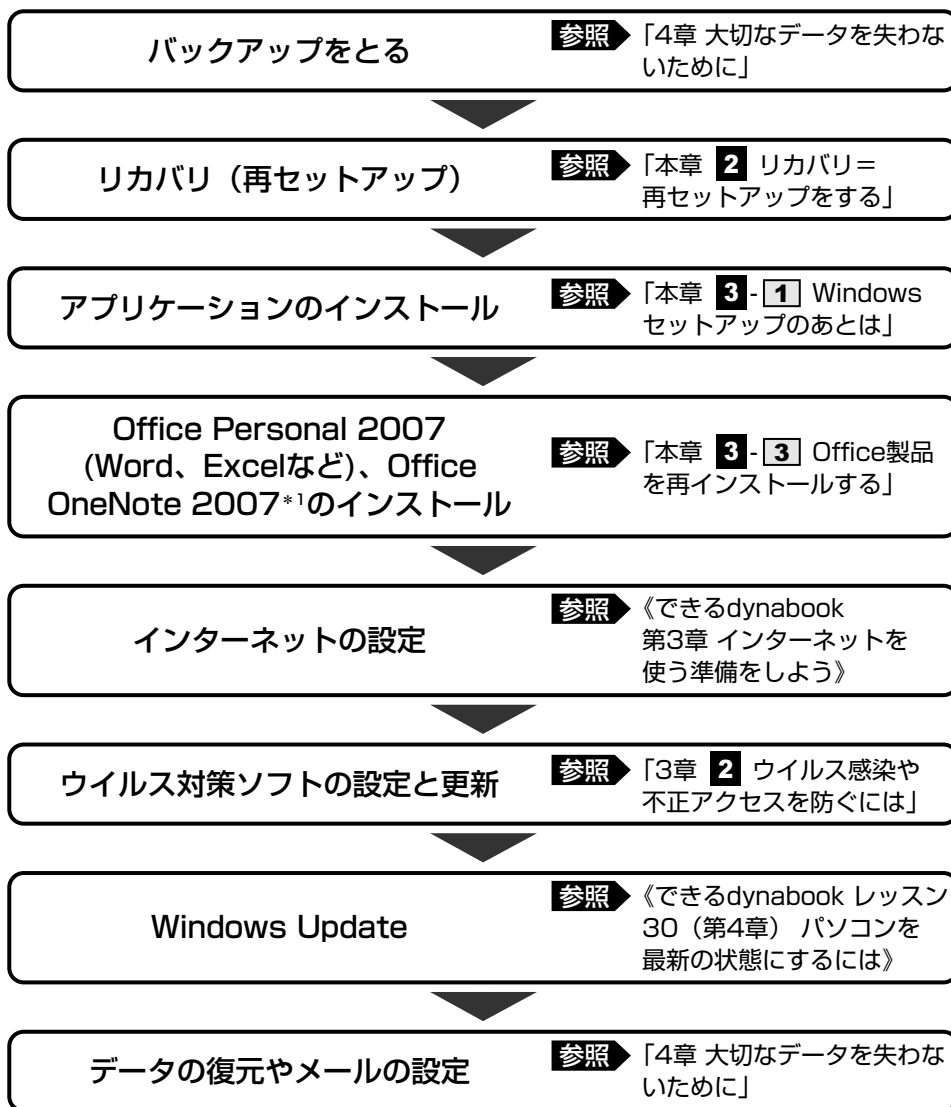 バックアップをとる
参照 「4章 大切なデータを失わな
いために」
リカバリ（再セットアップ）
参照 「本章 2 リカバリ＝
再セットアップをする」
アプリケーションのインストール
参照 「本章 3 - 1 Windows
セットアップのあとは」
Office Personal 2007
(Word、Excelなど)、Office
OneNote 2007*1のインストール
参照 「本章 3 - 3 Office製品
を再インストールする」
インターネットの設定
参照 《できるdynabook
第3章 インターネットを
使う準備をしよう》
ウイルス対策ソフトの設定と更新
参照 「3章 2 ウイルス感染や
不正アクセスを防ぐには」
Windows Update
参照 《できるdynabook レッスン
30（第4章） パソコンを
最新の状態にするには》
データの復元やメールの設定
参照 「4章 大切なデータを失わな
いために」